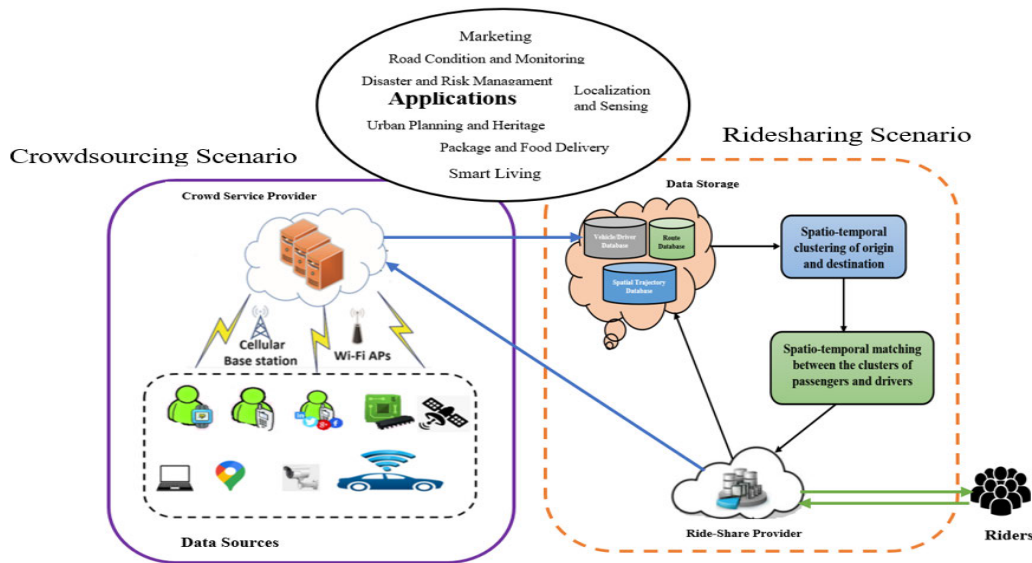 Marketing
Road Condition and Monitoring
Disaster and Risk Managament
Applications
Localization
and Sensing
Urban Planning and Heritage
Package and Food Delivery
Smart Living
Crowdsourcing Scenario
Ridesharing Scenario
Crowd Service Provider
Cellular
Base station
Wi-Fi APs
Data Sources
Data Storage
Vehicle/Driver
Database
Route
Database
Spatial Trajectory
Database
Spatio-temporal
clustering of origin
and destination
Spatio-temporal matching
between the clusters of
passengers and drivers
Ride-Share Provider
Riders